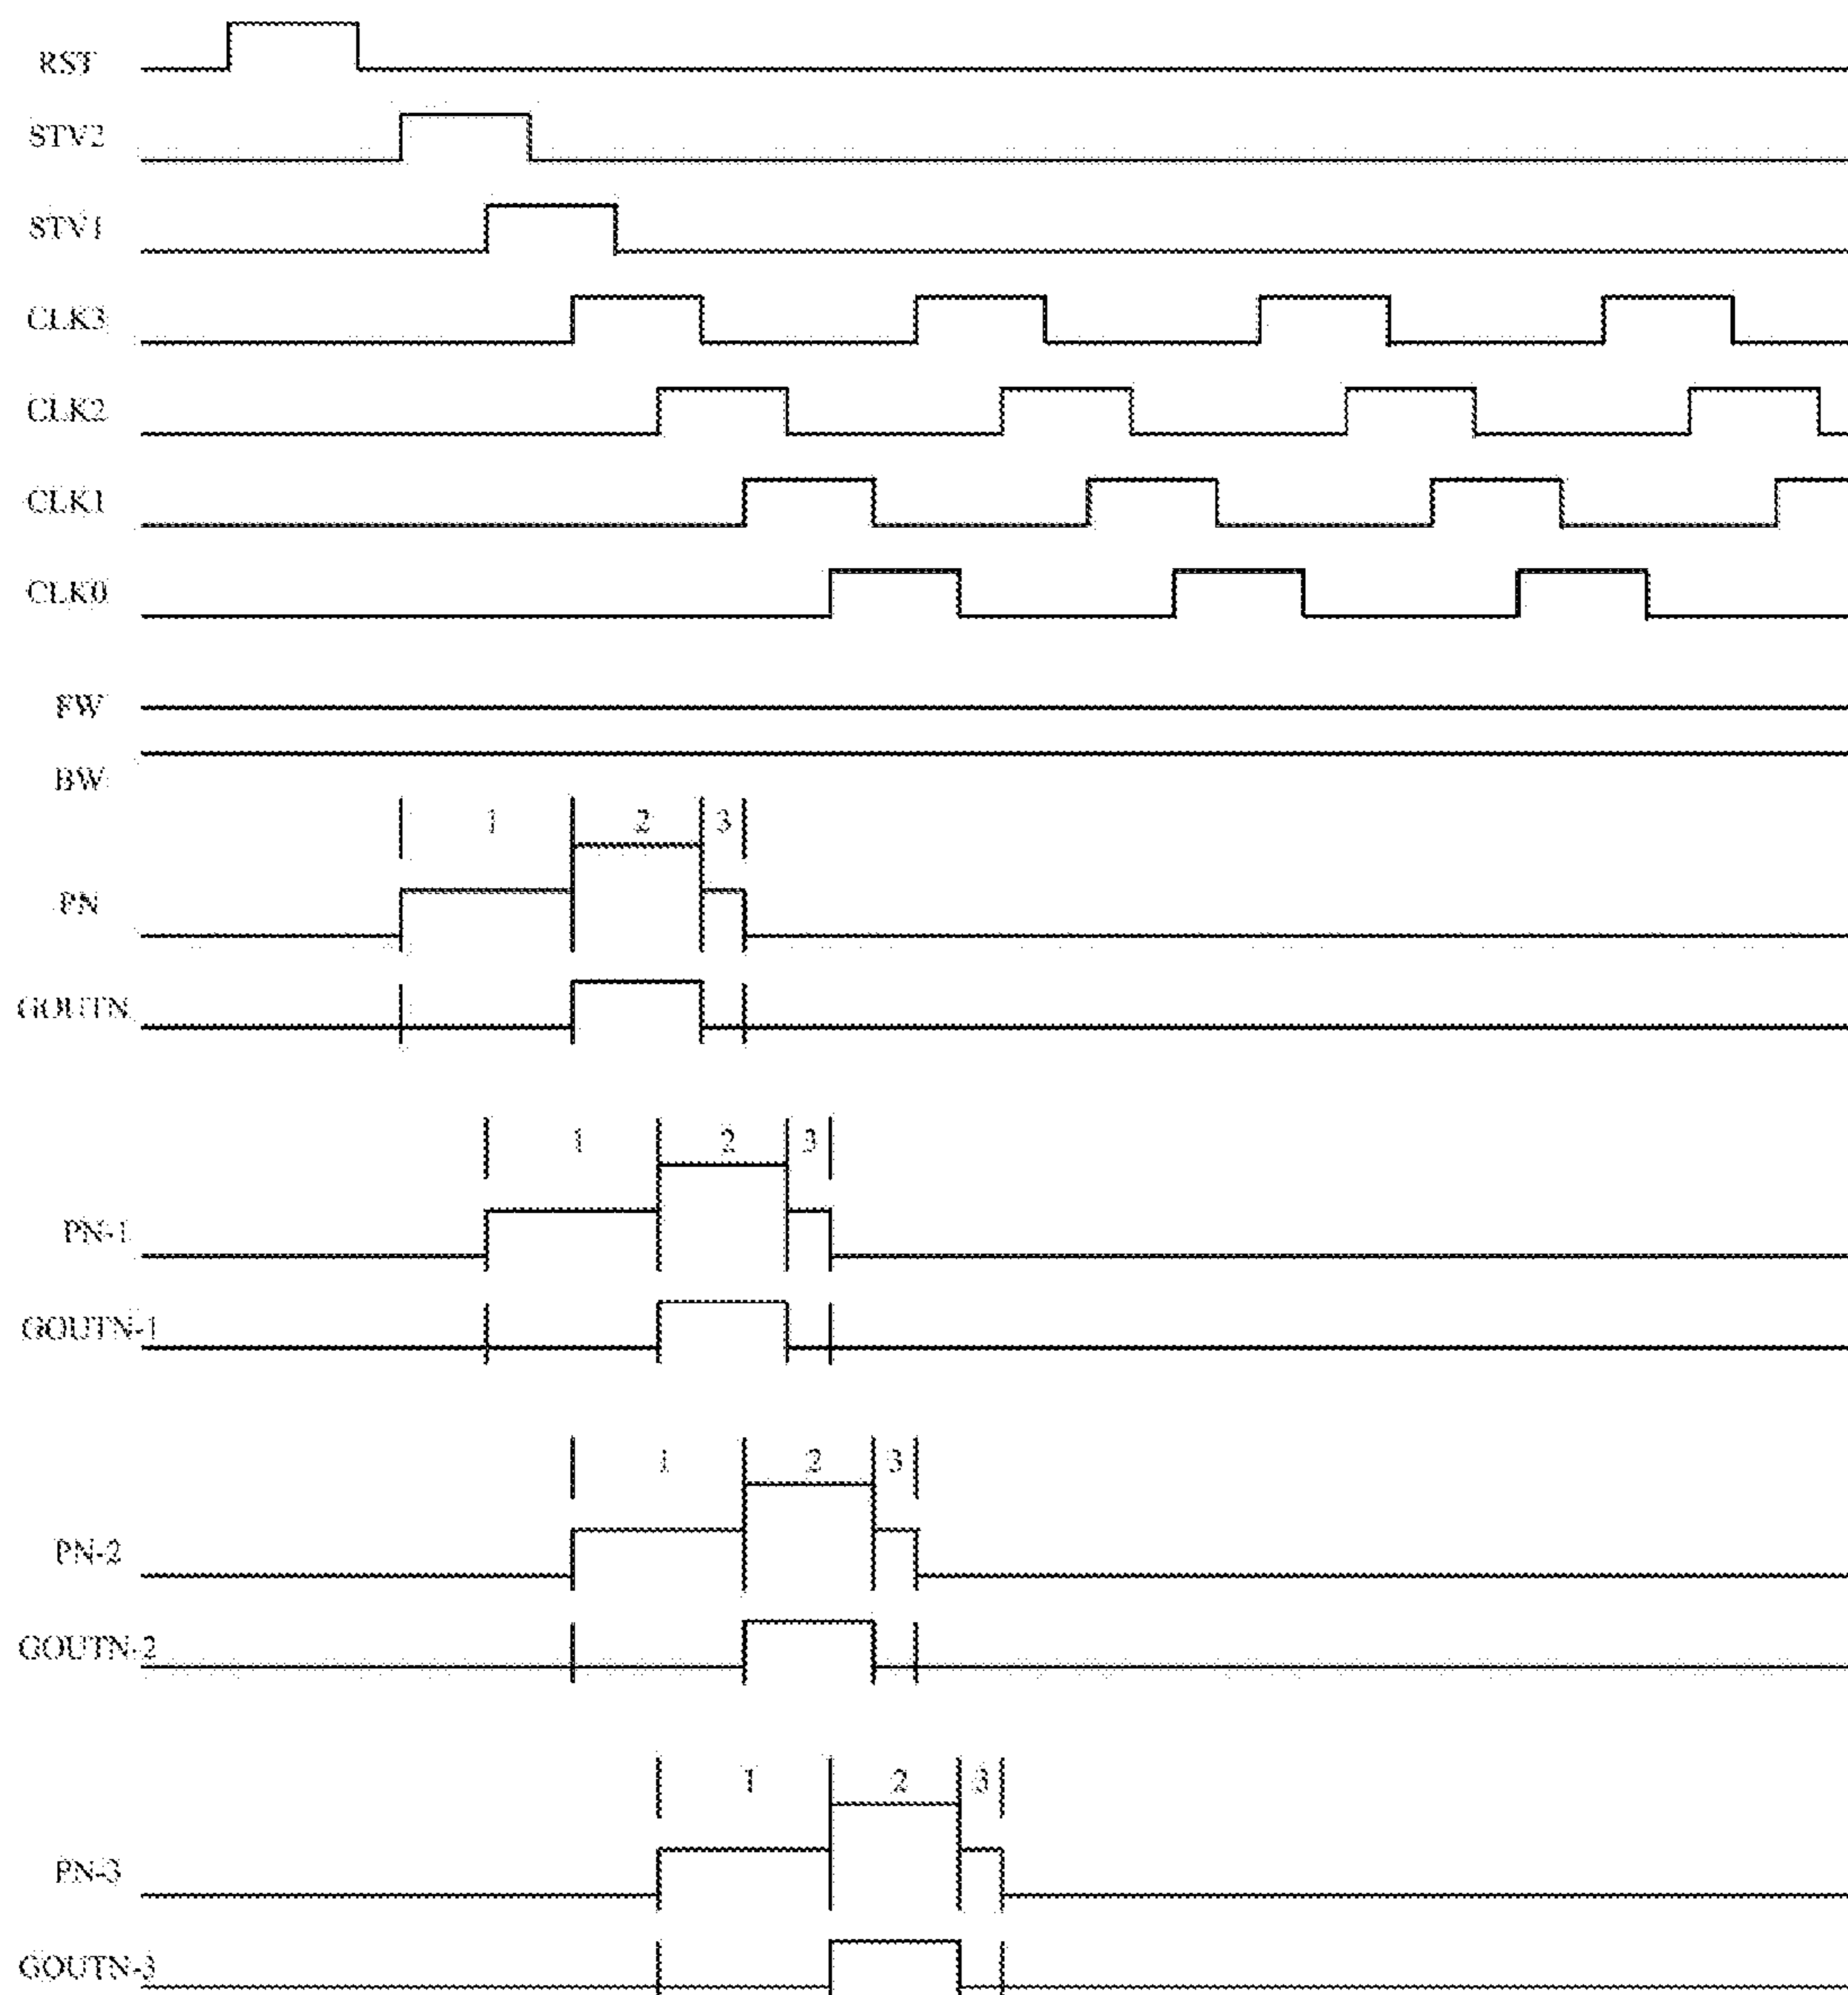 RST
STV2
STV1
CLK3
CLK2
CLK1
CLK0
FW
BW
1 2 3
PN
GOUTN
1 2 3
PN-1
GOUTN-1
1 2 3
PN-2
GOUTN-2
1 2 3
PN-3
GOUTN-3